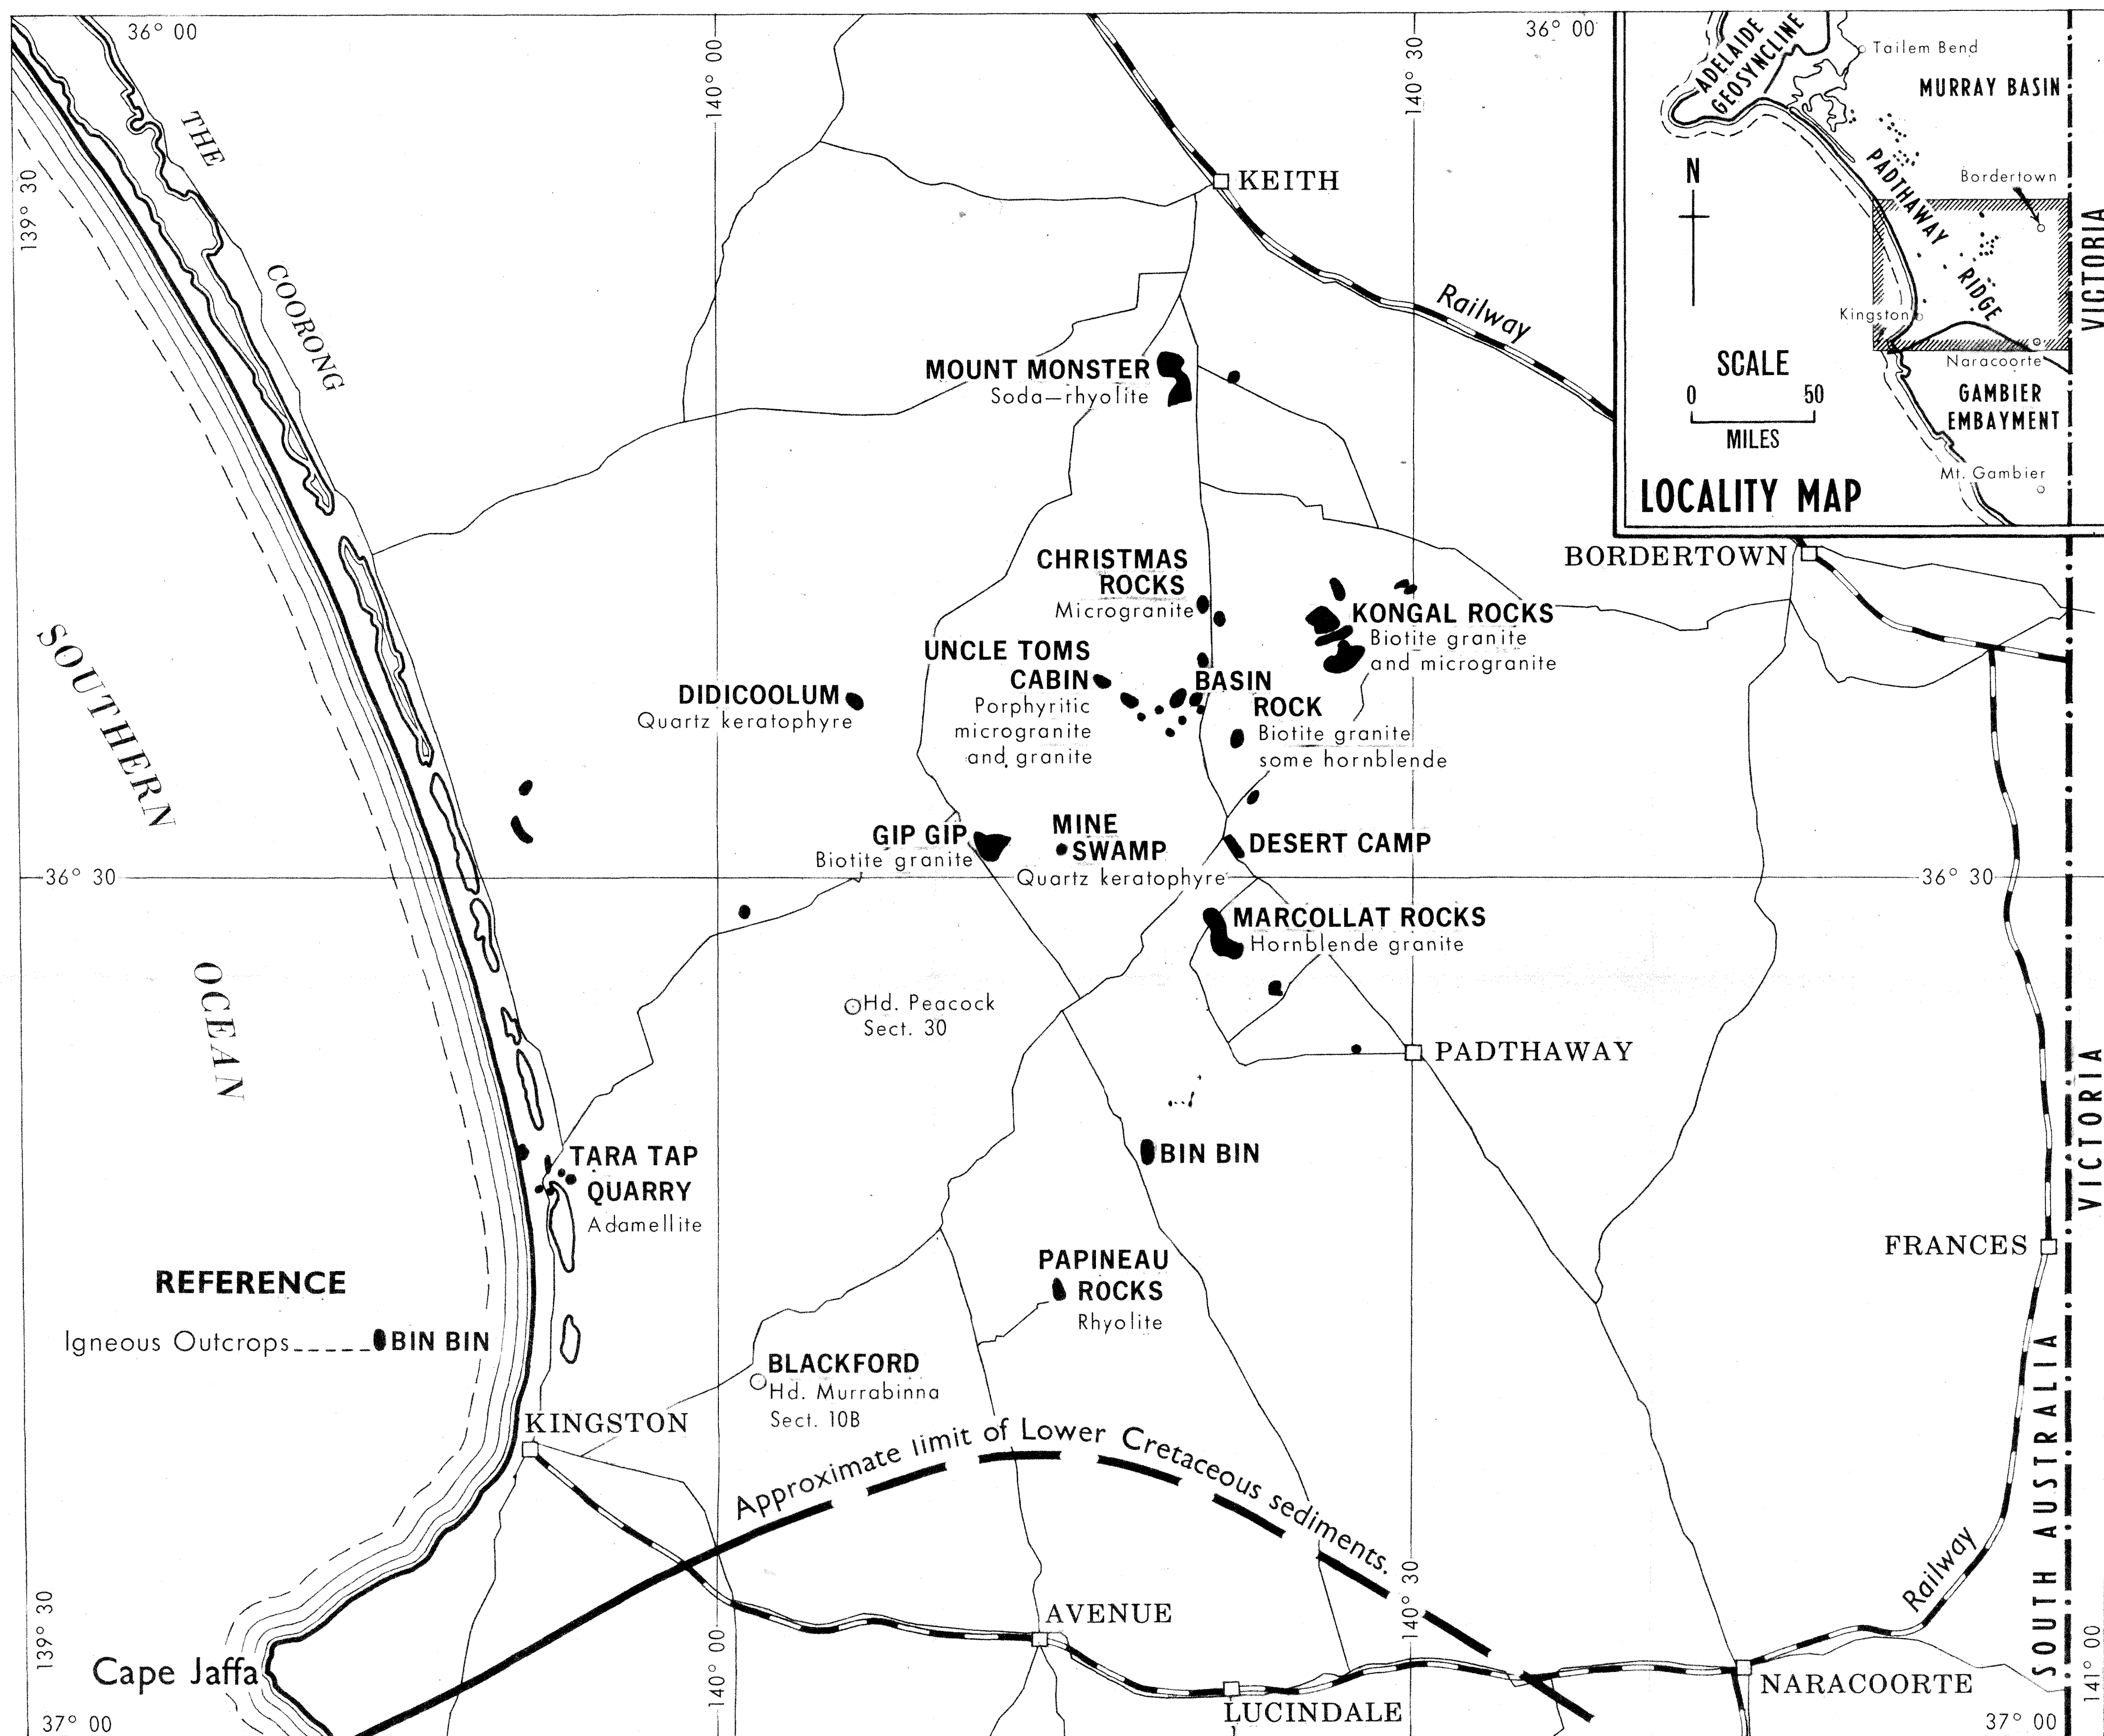 36° 00
140° 00
140° 30
36° 00
139° 30
THE
COORONG
KEITH
Railway
ADELAIDE
GEOSYNCLINE
Tailem Bend
MURRAY BASIN
PADTHAWAY
RIDGE
Bordertown
N
Kingston
Naracoorte
SCALE
0 50
MILES
GAMBIER
EMBAYMENT
Mt. Gambier
LOCALITY MAP
VICTORIA
MOUNT MONSTER
Soda—rhyolite
BORDERTOWN
CHRISTMAS
ROCKS
Microgranite
KONGAL ROCKS
Biotite granite
and microgranite
UNCLE TOMS
CABIN
Porphyritic
microgranite
and granite
BASIN
ROCK
Biotite granite
some hornblende
DIDICOOLUM
Quartz keratophyre
SOUTHERN
OCEAN
GIP GIP
Biotite granite
MINE
SWAMP
Quartz keratophyre
DESERT CAMP
36° 30
36° 30
MARCOLLAT ROCKS
Hornblende granite
Hd. Peacock
Sect. 30
PADTHAWAY
VICTORIA
BIN BIN
TARA TAP
QUARRY
Adamellite
FRANCES
PAPINEAU
ROCKS
Rhyolite
REFERENCE
Igneous Outcrops_____BIN BIN
BLACKFORD
Hd. Murrabinna
Sect. 10B
KINGSTON
Approximate limit of Lower Cretaceous sediments.
SOUTH AUSTRALIA
Railway
139° 30
140° 00
140° 30
141° 00
AVENUE
Cape Jaffa
LUCINDALE
NARACOORTE
37° 00
37° 00